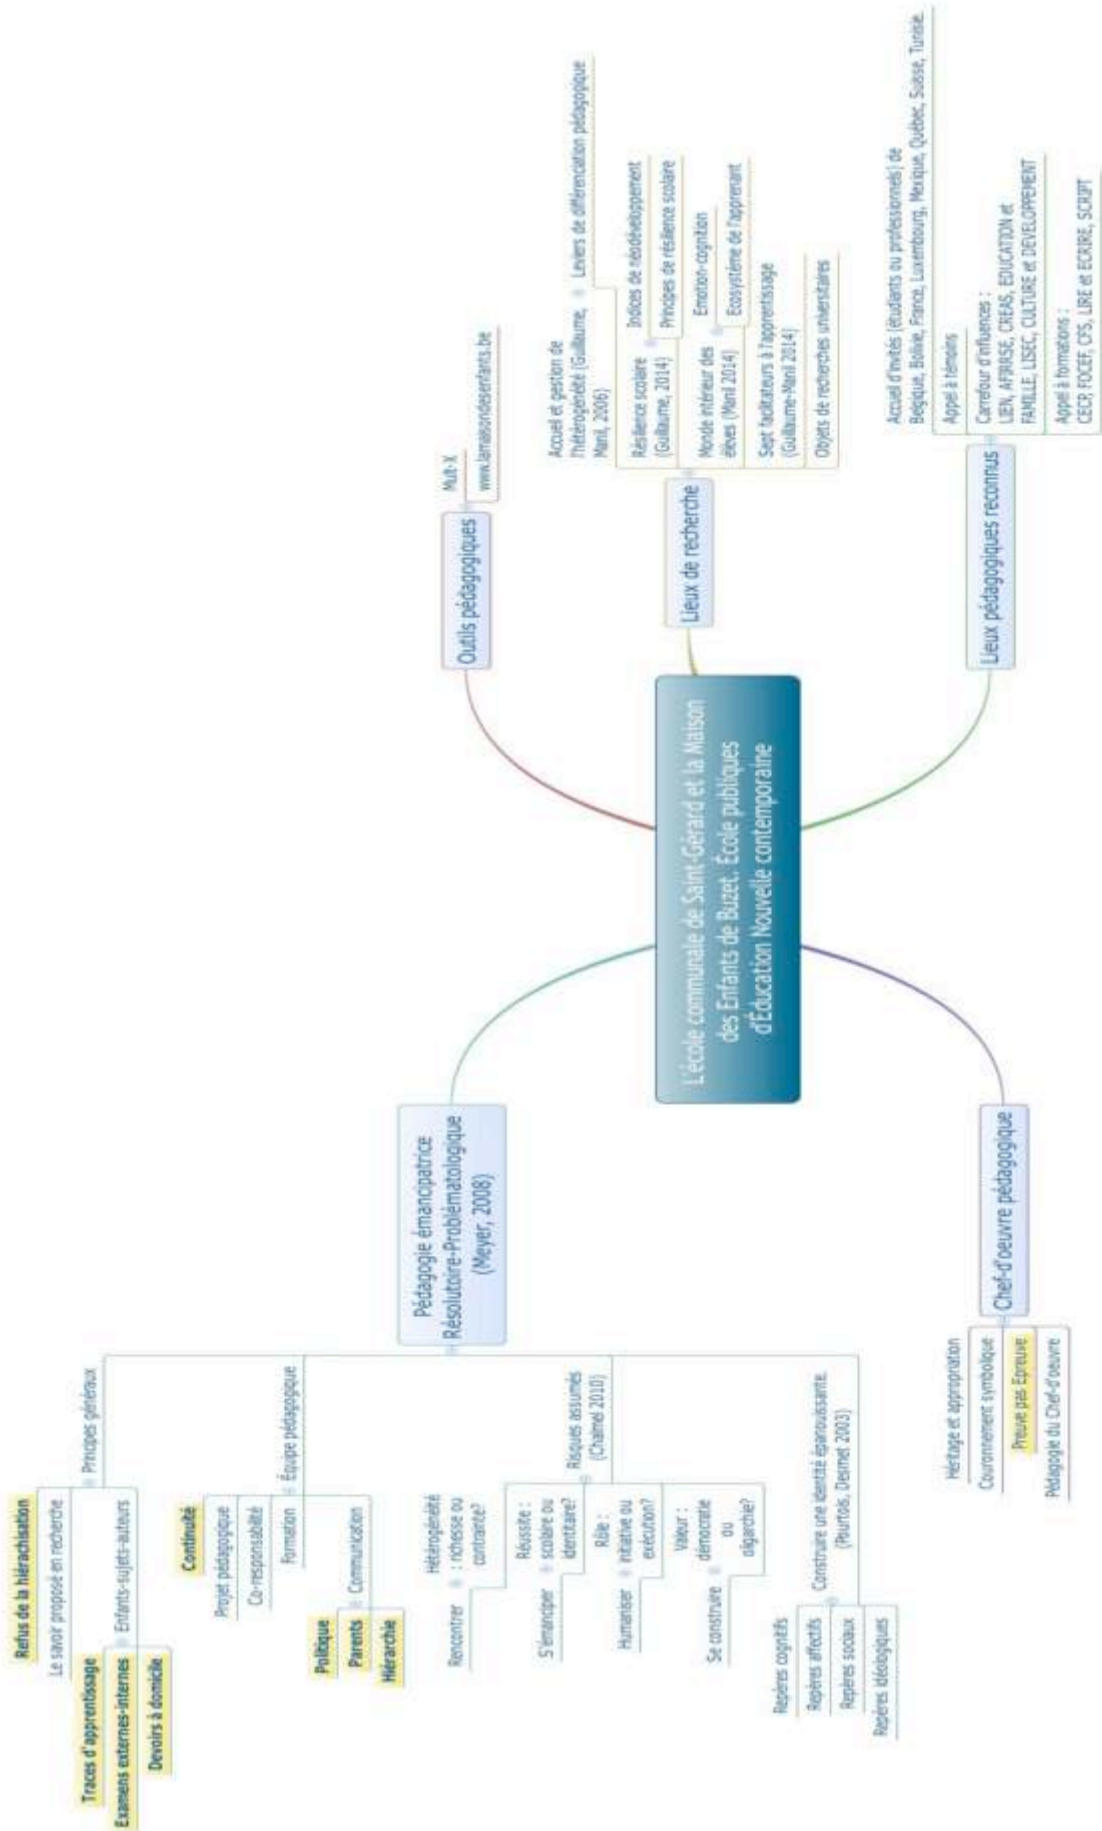 L'école communale de Saint-Gérard et la Maison
des Enfants de Buzet. École publiques
d'Éducation Nouvelle contemporaine
Pédagogie émancipatrice
Résolutoire-Problématologique
(Meyer, 2008)
Principes généraux
Refus de la hiérachisation
Le savoir proposé en recherche
Enfants-sujets-auteurs
Traces d'apprentissage
Examens externes-internes
Devoirs à domicile
Équipe pédagogique
Continuité
Projet pédagogique
Co-responsabilité
Formation
Communication
Politique
Parents
Hiérarchie
Risques assumés
(Chalmel 2010)
Rencontrer
Hétérogénéité
: richesse ou
contrainte?
S'émanciper
Réussite :
scolaire ou
identitaire?
Humaniser
Rôle :
initiative ou
exécution?
Se construire
Valeur :
démocratie
ou
oligarchie?
Construire une identité épanouissante.
(Pourtois, Desmet 2003)
Repères cognitifs
Repères affectifs
Repères sociaux
Repères idéologiques
Chef-d'oeuvre pédagogique
Héritage et appropriation
Couronnement symbolique
Preuve pas Epreuve
Pédagogie du Chef-d'oeuvre
Outils pédagogiques
Mult-X
www.lamaisondesenfants.be
Lieux de recherche
Accueil et gestion de
l'hétérogénéité (Guillaume,
Manil, 2006)
Leviers de différenciation pédagogique
Résilience scolaire
(Guillaume, 2014)
Indices de néodéveloppement
Principes de résilience scolaire
Monde intérieur des
élèves (Manil 2014)
Emotion-cognition
Ecosystème de l'apprenant
Sept facilitateurs à l'apprentissage
(Guillaume-Manil 2014)
Objets de recherches universitaires
Lieux pédagogiques reconnus
Accueil d'invités (étudiants ou professionnels) de
Belgique, Bolivie, France, Luxembourg, Mexique, Québec, Suisse, Tunisie.
Appel à témoins
Carrefour d'influences :
LIEN, AFIRSE, CREAS, EDUCATION et
FAMILLE, LISEC, CULTURE et DEVELOPPEMENT
Appel à formations :
CECP, FOCEF, CFS, LIRE et ECRIRE, SCRIPT